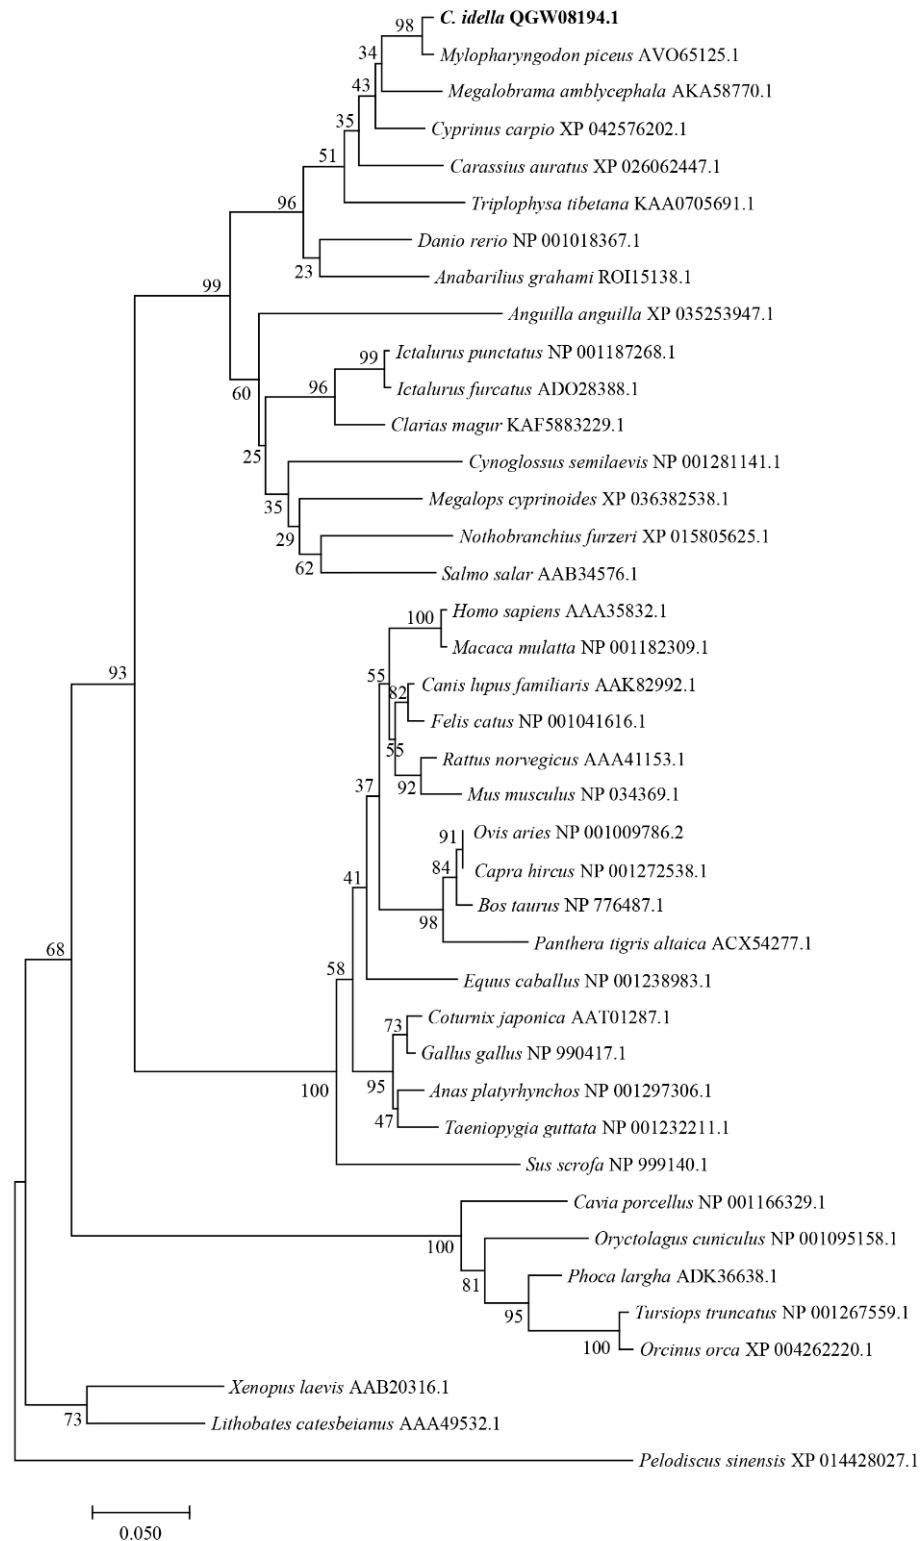 C. idella QGW08194.1
98
Mylopharyngodon piceus AVO65125.1
34
Megalobrama amblycephala AKA58770.1
43
Cyprinus carpio XP 042576202.1
35
Carassius auratus XP 026062447.1
51
Triplophysa tibetana KAA0705691.1
96
Danio rerio NP 001018367.1
23
Anabarilius grahami ROI15138.1
99
Anguilla anguilla XP 035253947.1
Ictalurus punctatus NP 001187268.1
99
Ictalurus furcatus ADO28388.1
96
60
Clarias magur KAF5883229.1
25
Cynoglossus semilaevis NP 001281141.1
35
Megalops cyprinoides XP 036382538.1
29
Nothobranchius furzeri XP 015805625.1
62
Salmo salar AAB34576.1
Homo sapiens AAA35832.1
100
Macaca mulatta NP 001182309.1
93
55
Canis lupus familiaris AAK82992.1
82
Felis catus NP 001041616.1
55
Rattus norvegicus AAA41153.1
37
92
Mus musculus NP 034369.1
Ovis aries NP 001009786.2
91
Capra hircus NP 001272538.1
84
41
Bos taurus NP 776487.1
98
Panthera tigris altaica ACX54277.1
68
58
Equus caballus NP 001238983.1
Coturnix japonica AAT01287.1
73
Gallus gallus NP 990417.1
95
100
Anas platyrhynchos NP 001297306.1
47
Taeniopygia guttata NP 001232211.1
Sus scrofa NP 999140.1
Cavia porcellus NP 001166329.1
100
Oryctolagus cuniculus NP 001095158.1
81
Phoca largha ADK36638.1
95
Tursiops truncatus NP 001267559.1
100
Orcinus orca XP 004262220.1
Xenopus laevis AAB20316.1
73
Lithobates catesbeianus AAA49532.1
Pelodiscus sinensis XP 014428027.1
0.050